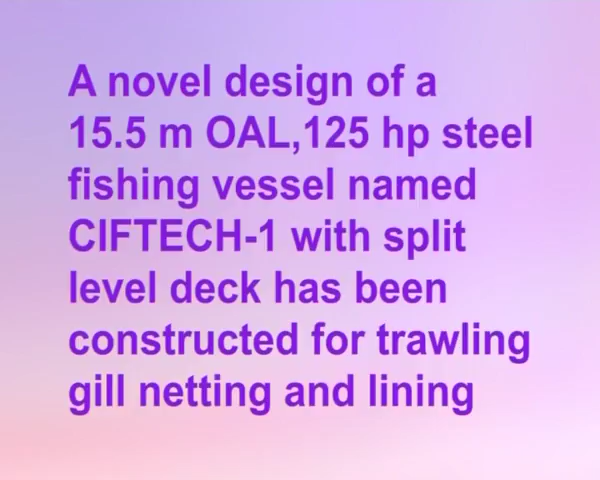 A novel design of a
15.5 m OAL,125 hp steel
fishing vessel named
CIFTECH-1 with split
level deck has been
constructed for trawling
gill netting and lining